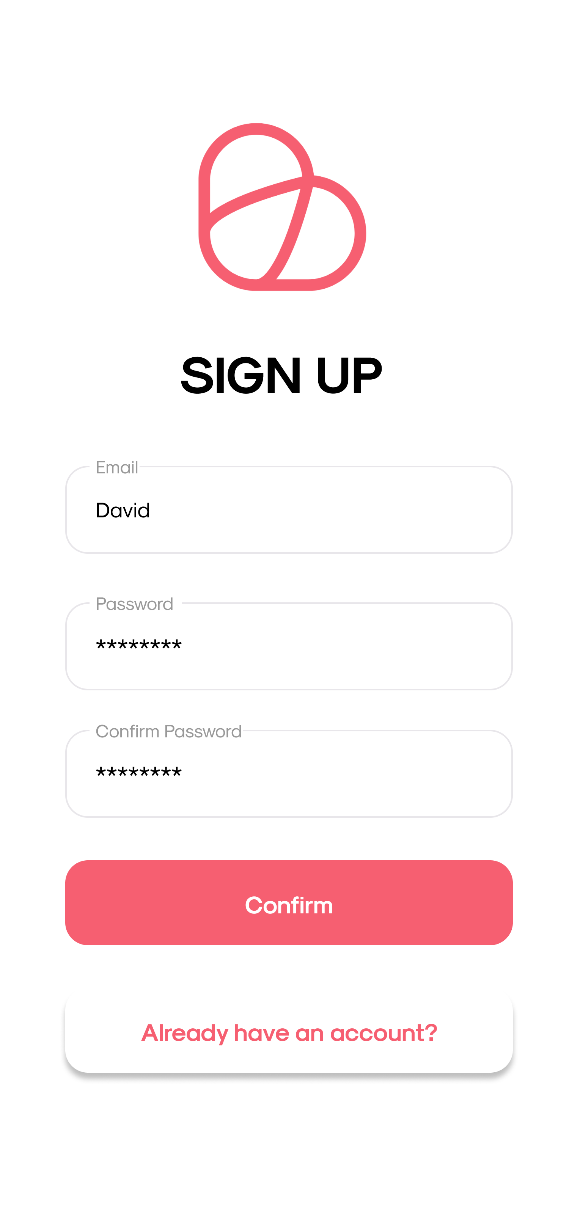 SIGN UP
Email
David
Password
********
Confirm Password
********
Confirm
Already have an account?